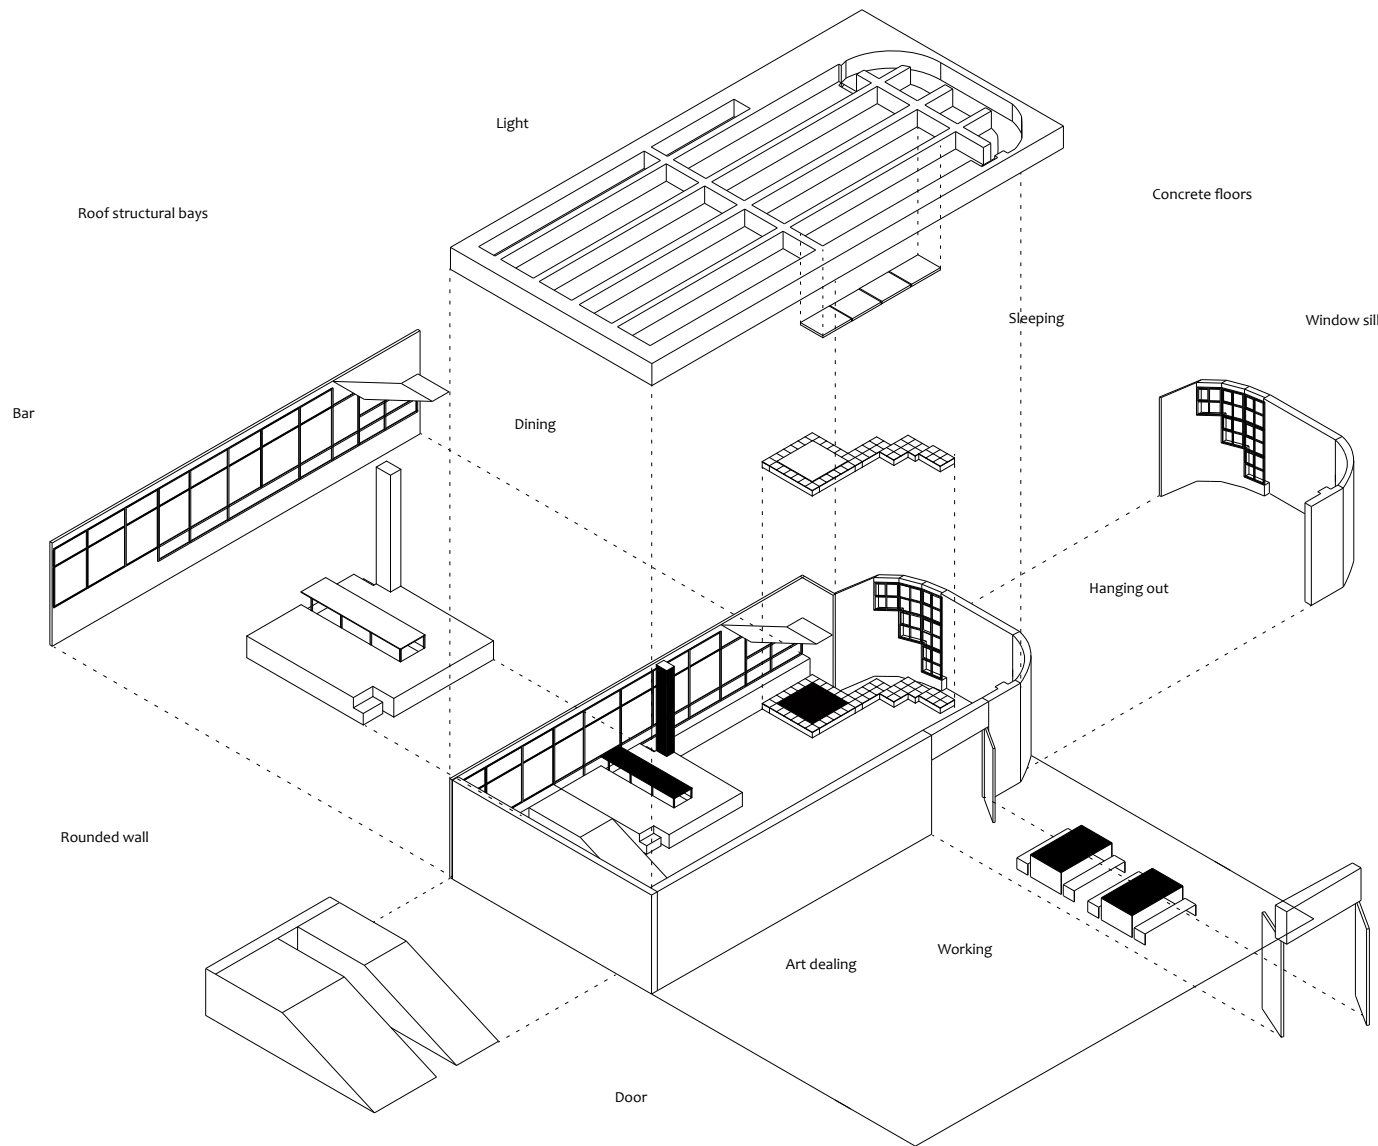 Light
Concrete floors
Roof structural bays
Sleeping
Window sill
Bar
Dining
Hanging out
Rounded wall
Working
Art dealing
Door